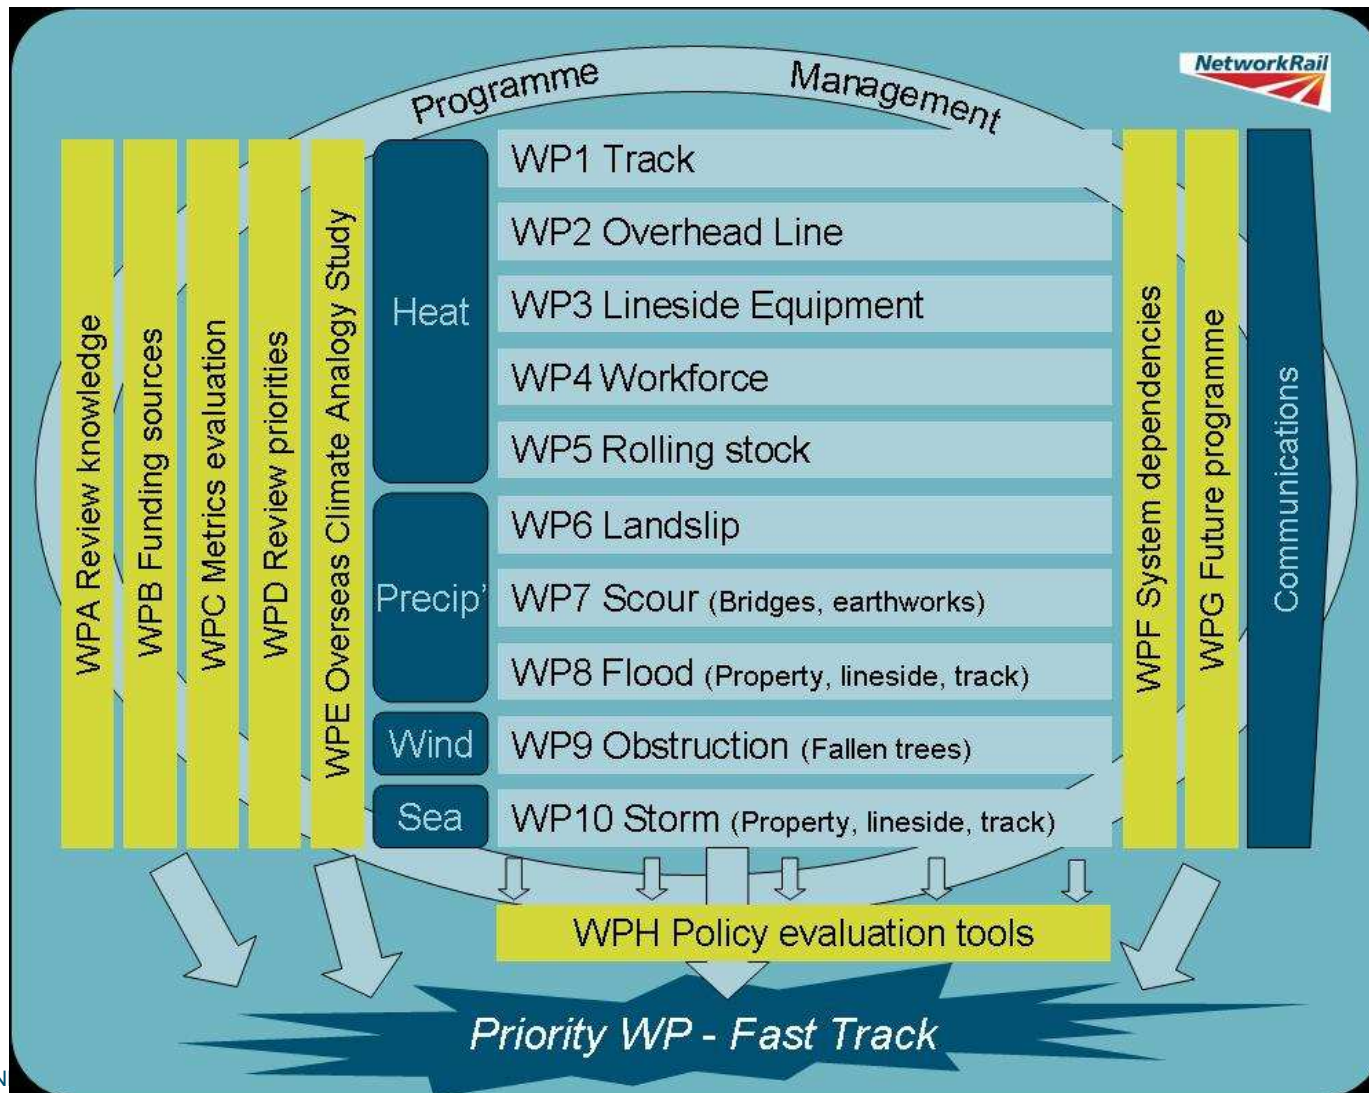 Programme Management
NetworkRail
WPA Review knowledge
WPB Funding sources
WPC Metrics evaluation
WPD Review priorities
WPE Overseas Climate Analogy Study
Heat
WP1 Track
WP2 Overhead Line
WP3 Lineside Equipment
WP4 Workforce
WP5 Rolling stock
Precip'
WP6 Landslip
WP7 Scour (Bridges, earthworks)
WP8 Flood (Property, lineside, track)
Wind
WP9 Obstruction (Fallen trees)
Sea
WP10 Storm (Property, lineside, track)
WPF System dependencies
WPG Future programme
Communications
WPH Policy evaluation tools
Priority WP - Fast Track
N